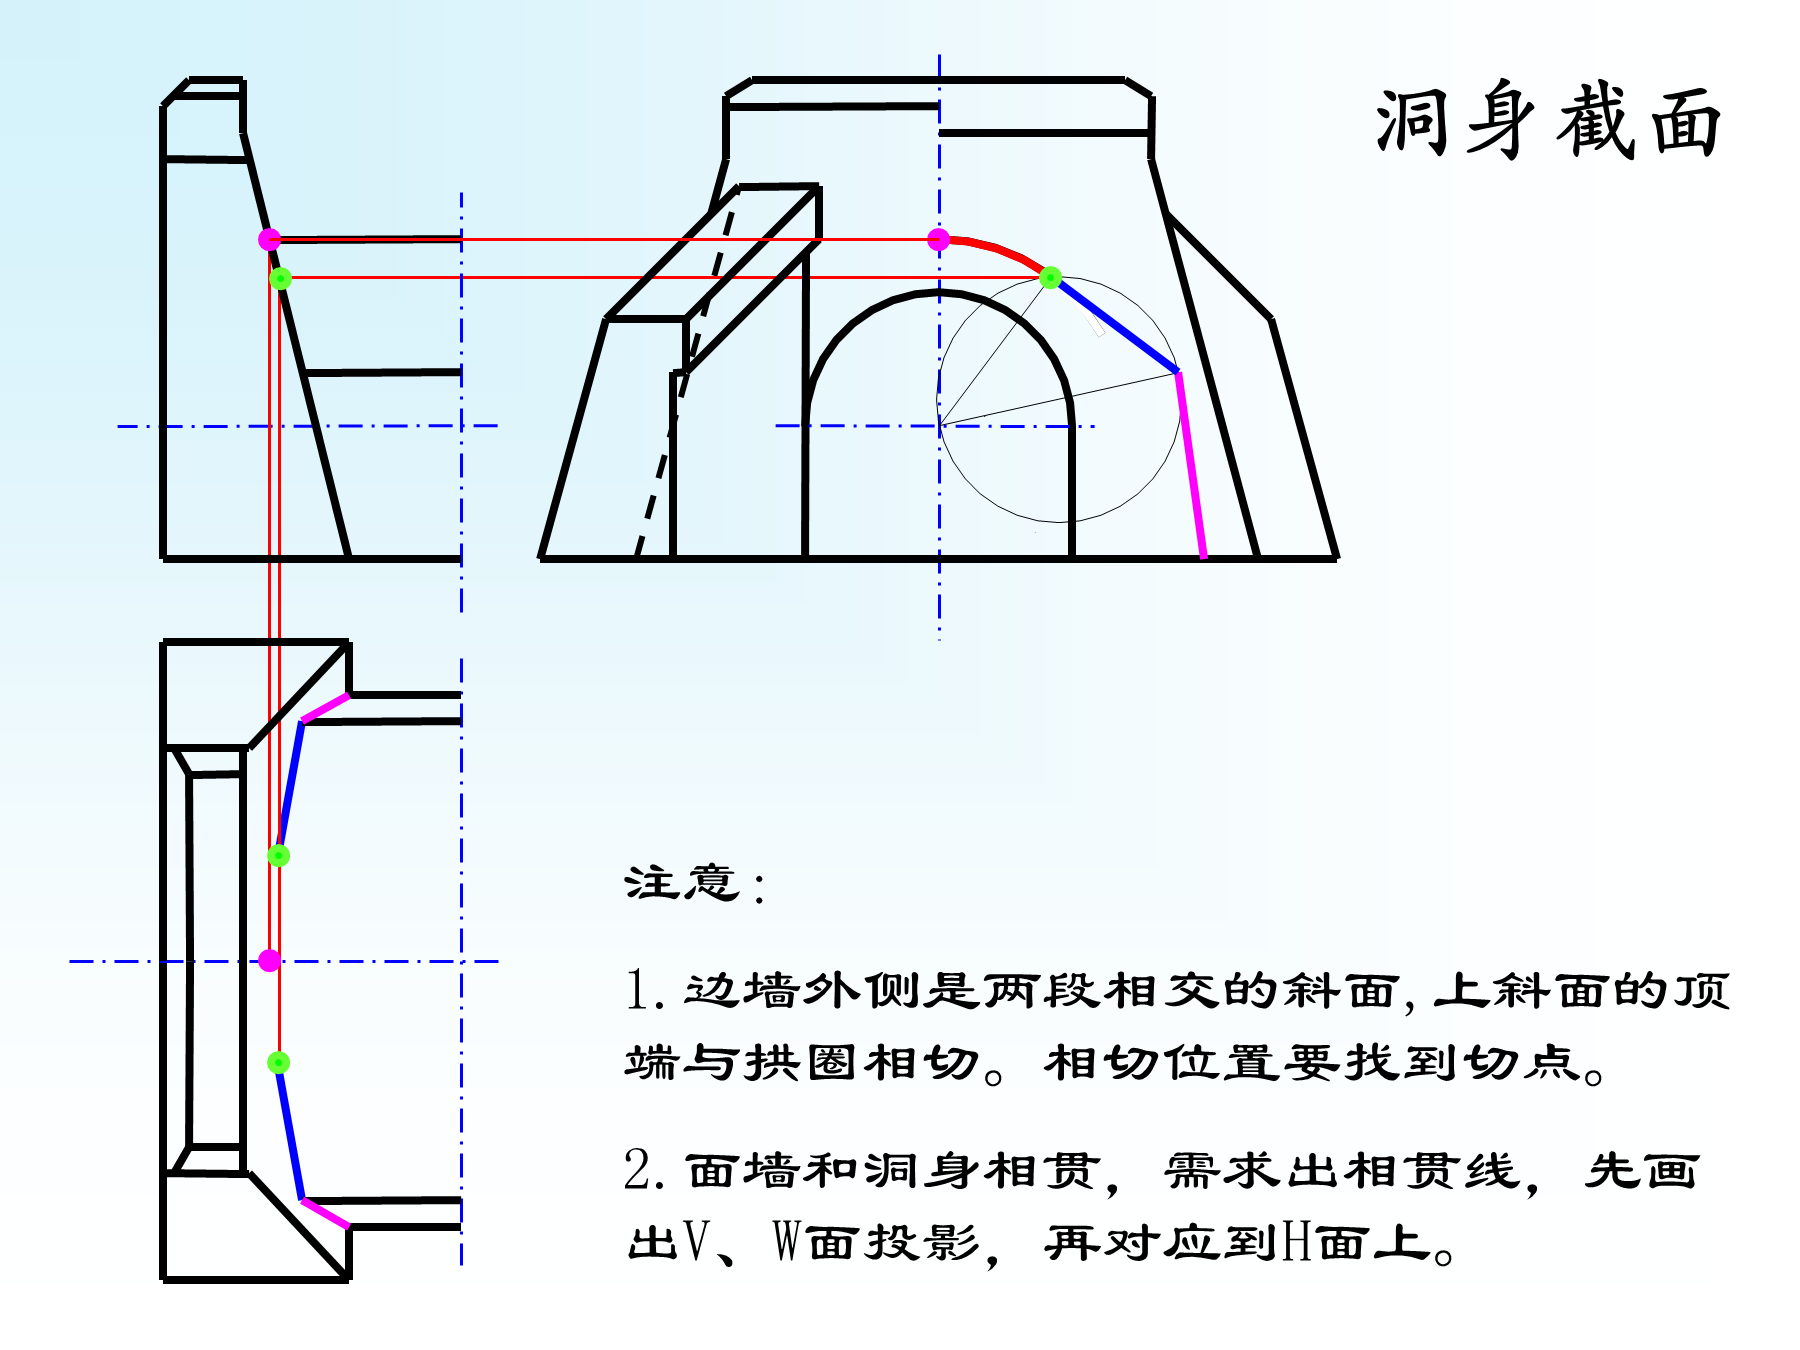 洞身截面
注意:
1.边墙外侧是两段相交的斜面,上斜面的顶
端与拱圈相切。相切位置要找到切点。
2.面墙和洞身相贯，需求出相贯线，先画
出V、W面投影，再对应到H面上。